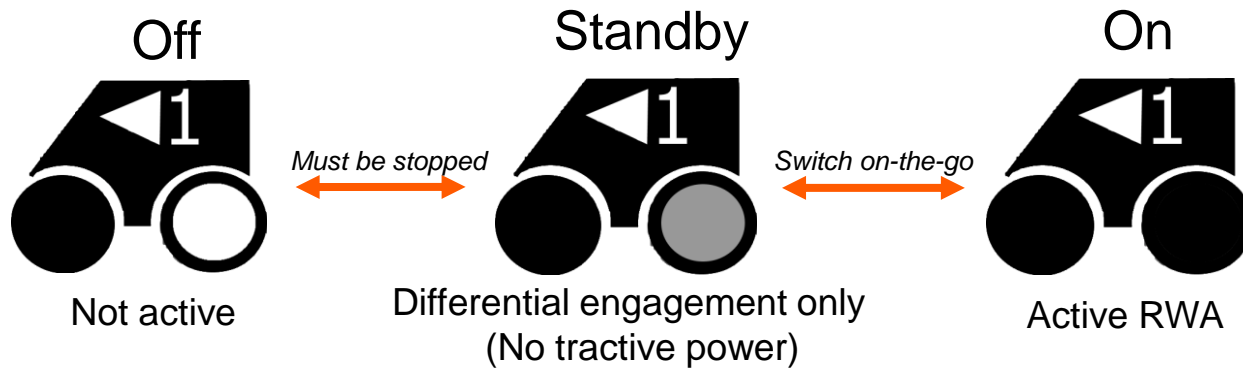 Off
Standby
On
1
1
1
Must be stopped
Switch on-the-go
Not active
Differential engagement only
(No tractive power)
Active RWA